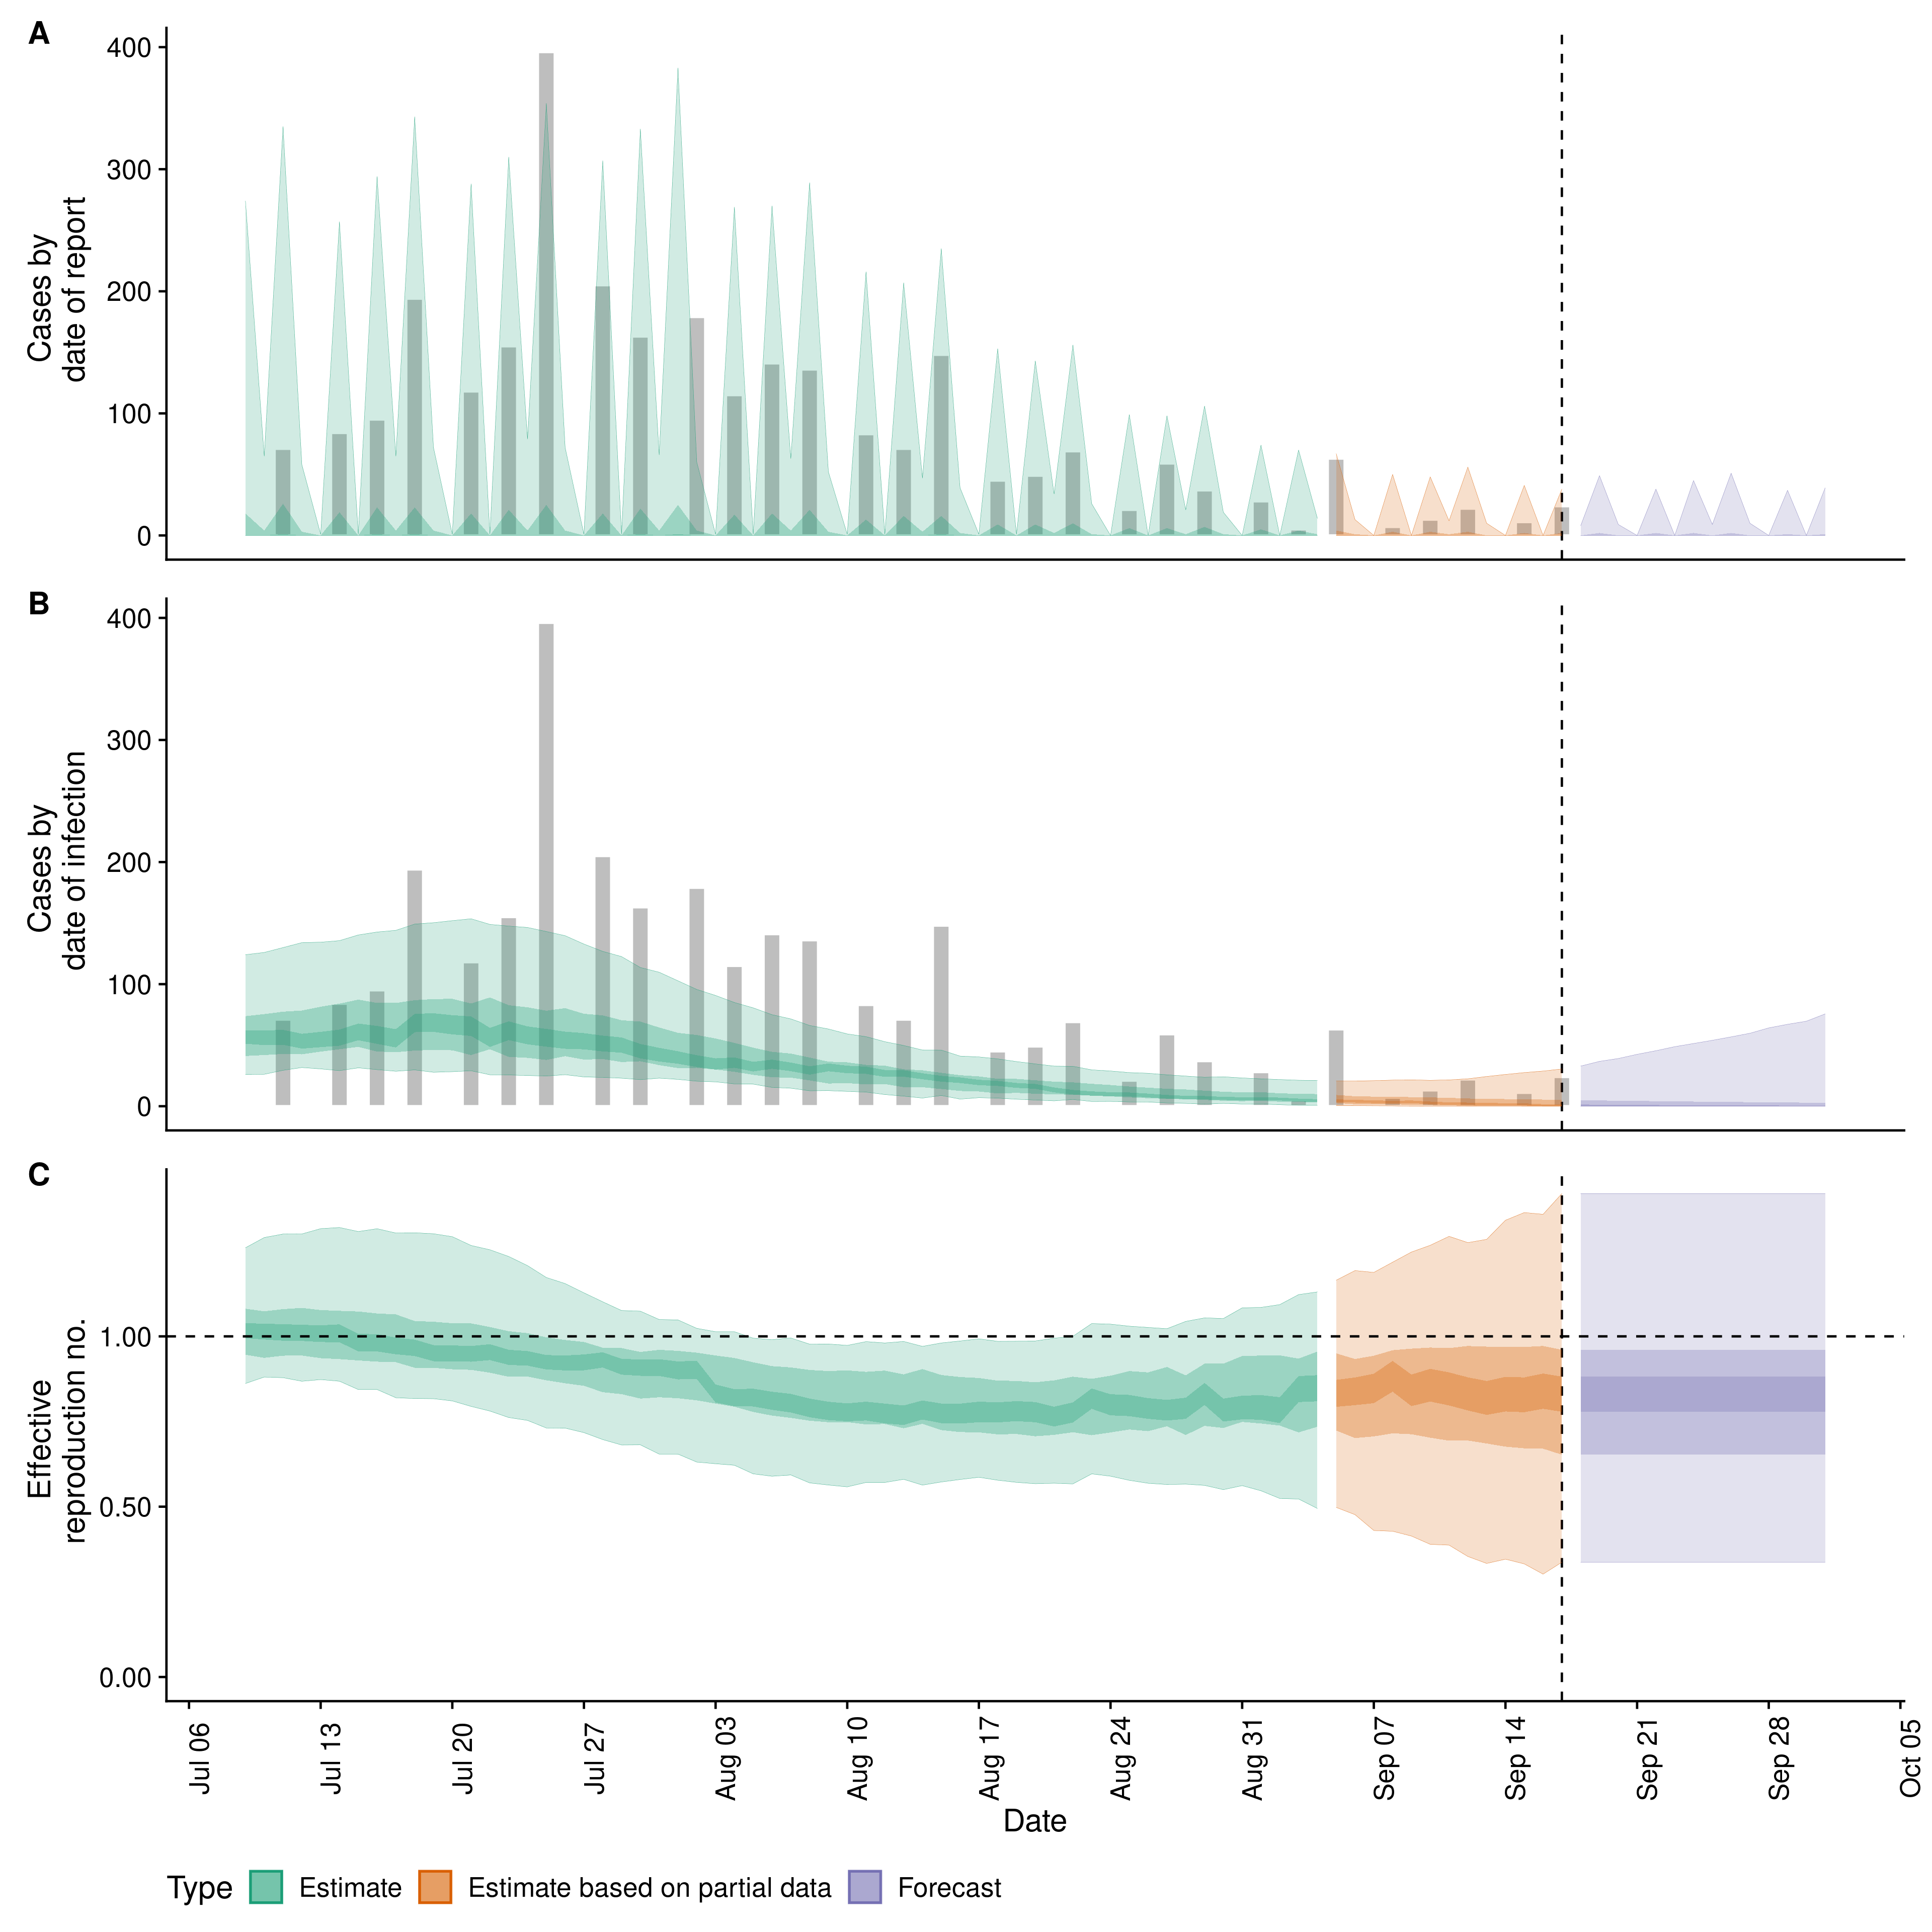 A
400
300
200
100
0
Cases by
date of report
B
400
300
200
100
0
Cases by
date of infection
C
1.00
0.50
0.00
Effective
reproduction no.
Jul 06
Jul 13
Jul 20
Jul 27
Aug 03
Aug 10
Aug 17
Aug 24
Aug 31
Sep 07
Sep 14
Sep 21
Sep 28
Oct 05
Date
Type Estimate Estimate based on partial data Forecast